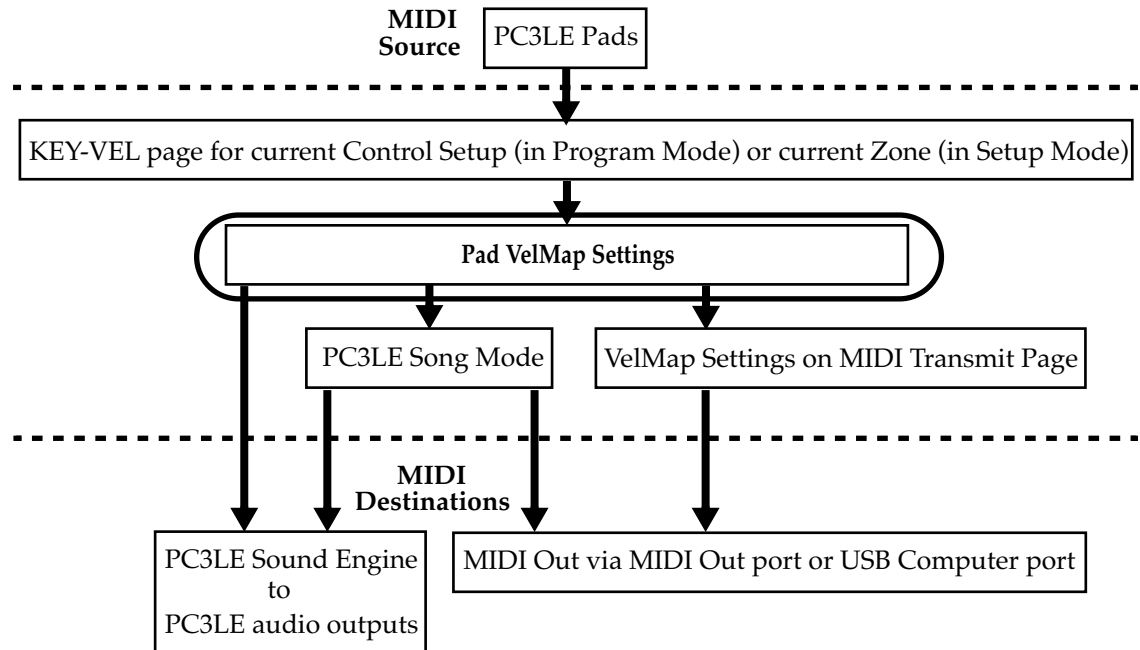 MIDI
Source
PC3LE Pads
KEY-VEL page for current Control Setup (in Program Mode) or current Zone (in Setup Mode)
Pad VelMap Settings
PC3LE Song Mode
VelMap Settings on MIDI Transmit Page
MIDI
Destinations
PC3LE Sound Engine
to
PC3LE audio outputs
MIDI Out via MIDI Out port or USB Computer port